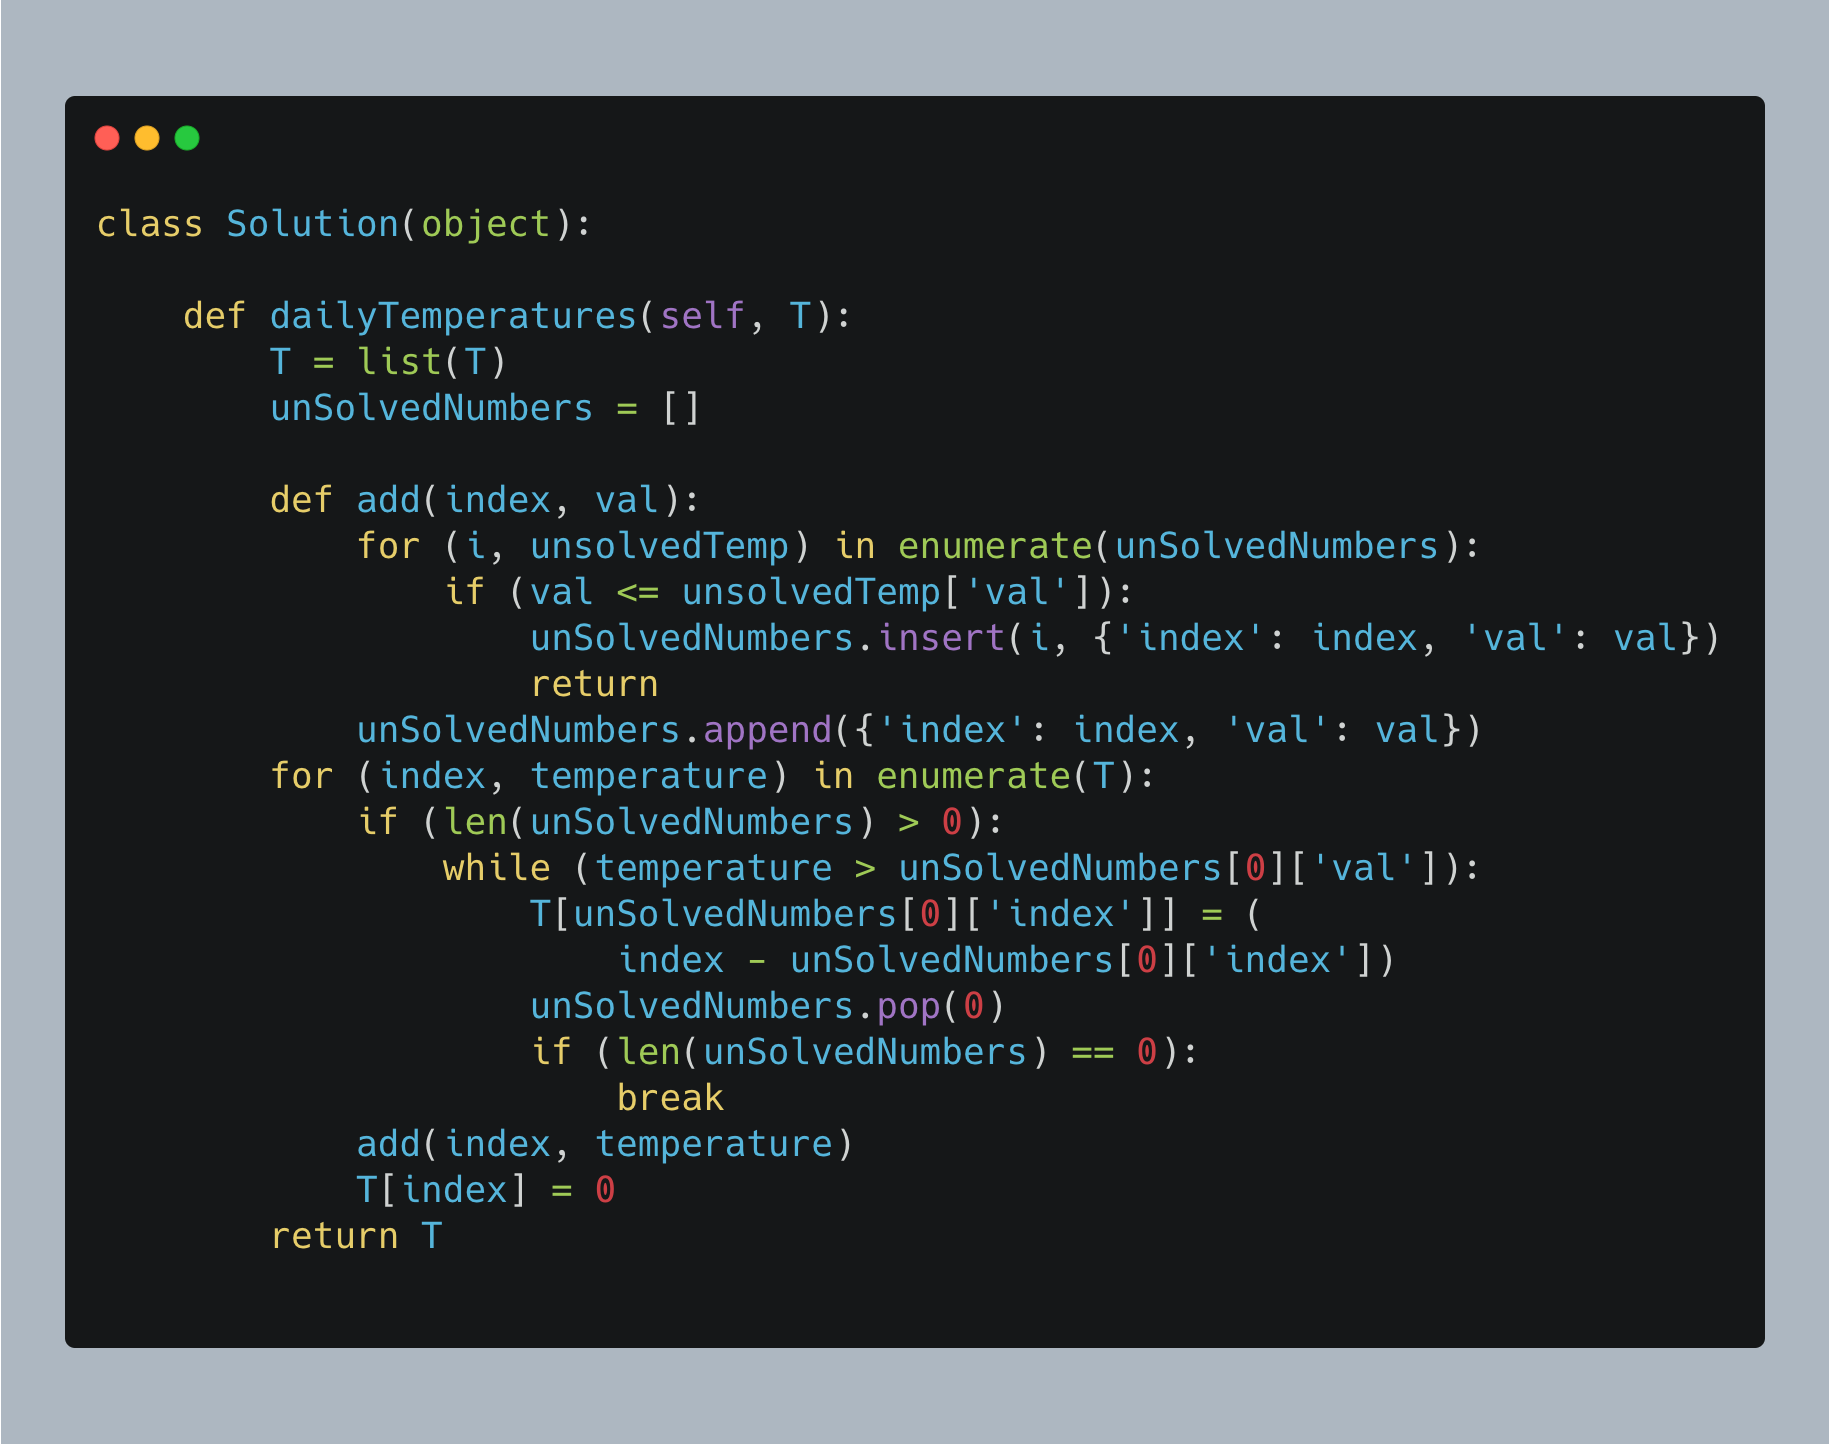 class Solution(object):

    def dailyTemperatures(self, T):
        T = list(T)
        unSolvedNumbers = []

        def add(index, val):
            for (i, unsolvedTemp) in enumerate(unSolvedNumbers):
                if (val <= unsolvedTemp['val']):
                    unSolvedNumbers.insert(i, {'index': index, 'val': val})
                    return
            unSolvedNumbers.append({'index': index, 'val': val})
        for (index, temperature) in enumerate(T):
            if (len(unSolvedNumbers) > 0):
                while (temperature > unSolvedNumbers[0]['val']):
                    T[unSolvedNumbers[0]['index']] = (
                        index - unSolvedNumbers[0]['index'])
                    unSolvedNumbers.pop(0)
                    if (len(unSolvedNumbers) == 0):
                        break
            add(index, temperature)
            T[index] = 0
        return T